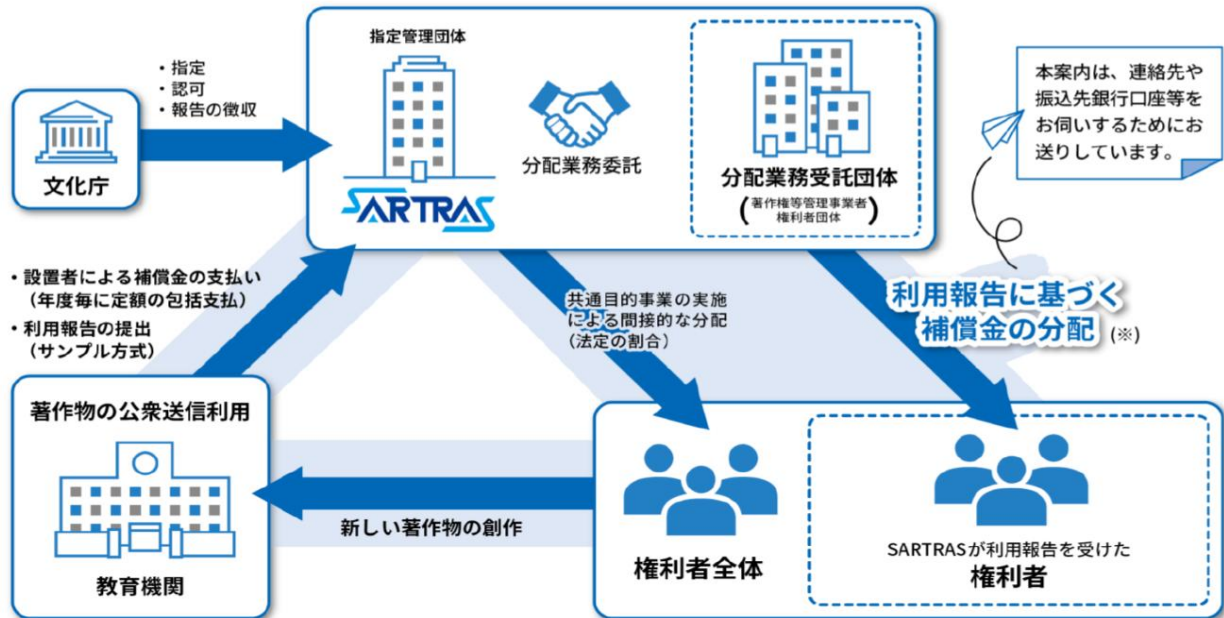 指定管理団体
・指定
・認可
・報告の徴収
文化庁
SARTRAS
分配業務委託
分配業務受託団体
(著作権等管理事業者
権利者団体)
本案内は、連絡先や
振込先銀行口座等を
お伺いするためにお
送りしています。
・設置者による補償金の支払い
(年度毎に定額の包括支払)
・利用報告の提出
(サンプル方式)
共通目的事業の実施
による間接的な分配
(法定の割合)
利用報告に基づく
補償金の分配 (※)
著作物の公衆送信利用
教育機関
新しい著作物の創作
権利者全体
SARTRASが利用報告を受けた
権利者